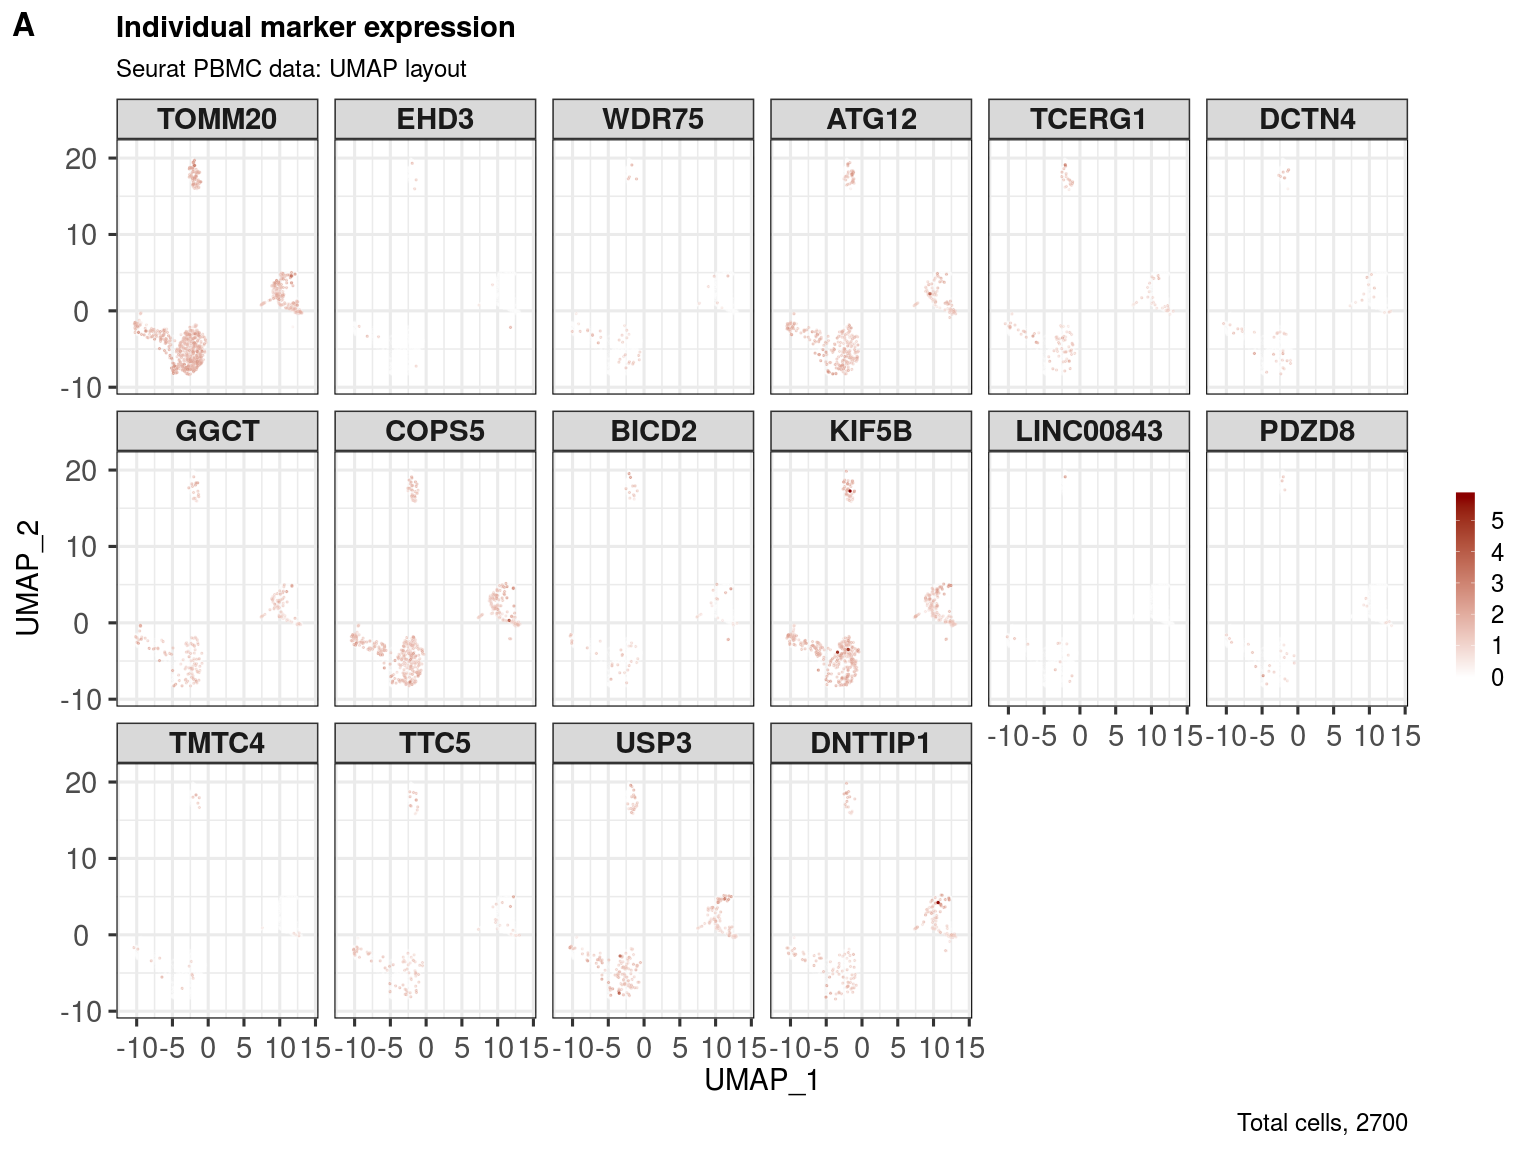 A
Individual marker expression
Seurat PBMC data: UMAP layout
TOMM20 EHD3 WDR75 ATG12 TCERG1 DCTN4
20
10
0
-10
GGCT COPS5 BICD2 KIF5B LINC00843 PDZD8
20
10
0
-10
-10 -5 0 5 10 15 -10 -5 0 5 10 15
TMTC4 TTC5 USP3 DNTTIP1
20
10
0
-10
-10 -5 0 5 10 15 -10 -5 0 5 10 15 -10 -5 0 5 10 15 -10 -5 0 5 10 15
UMAP_2
UMAP_1
5
4
3
2
1
0
Total cells, 2700